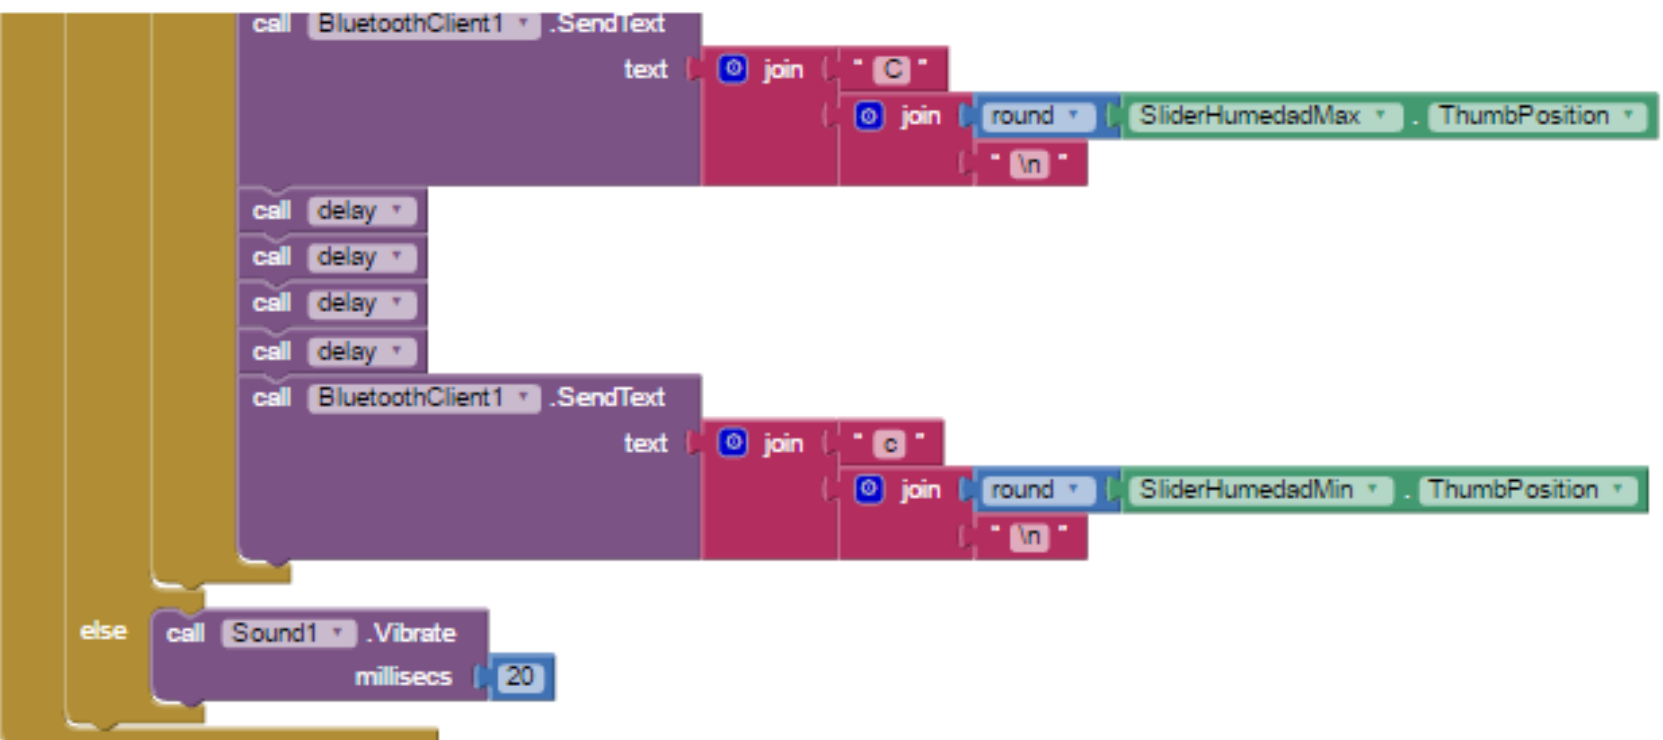 call BluetoothClient1 .SendText
text join " C "
join round SliderHumedadMax . ThumbPosition
" \n "
call delay
call delay
call delay
call delay
call BluetoothClient1 .SendText
text join " c "
join round SliderHumedadMin . ThumbPosition
" \n "
else call Sound1 .Vibrate
millisecs 20